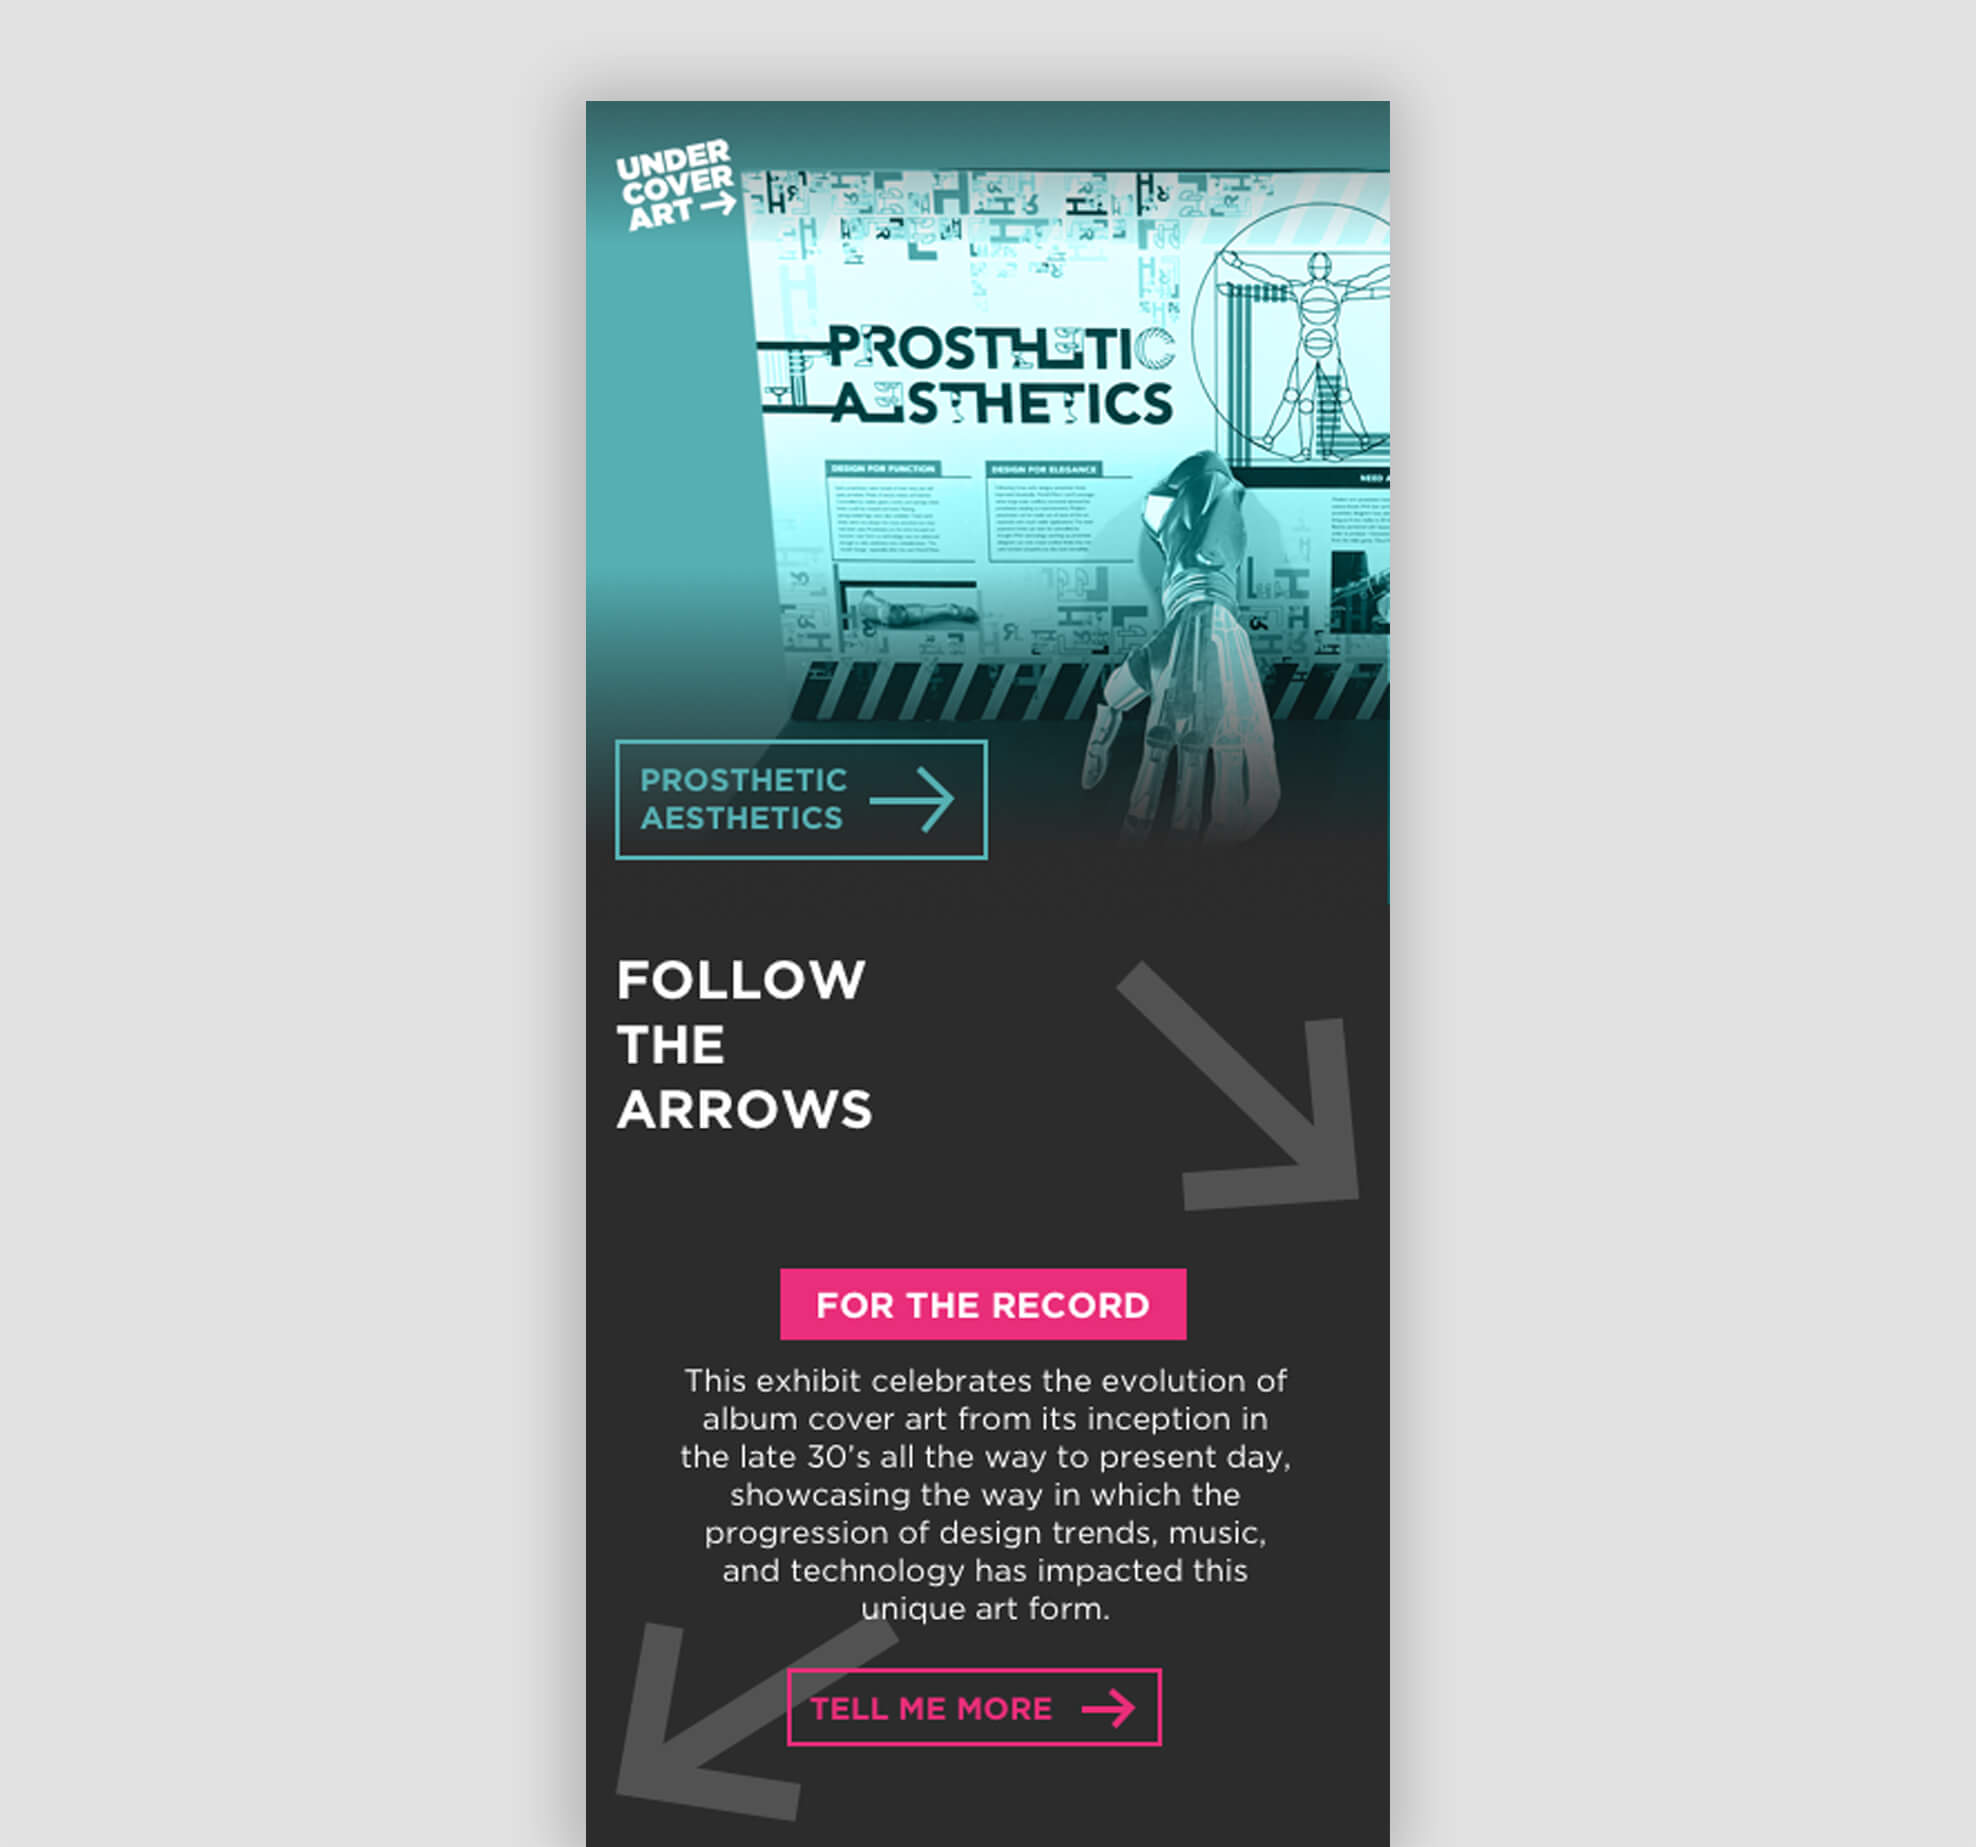 UNDER
COVER
ART
PROSTHETIC
AESTHETICS
DESIGN FOR FUNCTION
DESIGN FOR ELEGANCE
NEED A
PROSTHETIC
AESTHETICS
FOLLOW
THE
ARROWS
FOR THE RECORD
This exhibit celebrates the evolution of
album cover art from its inception in
the late 30's all the way to present day,
showcasing the way in which the
progression of design trends, music,
and technology has impacted this
unique art form.
TELL ME MORE